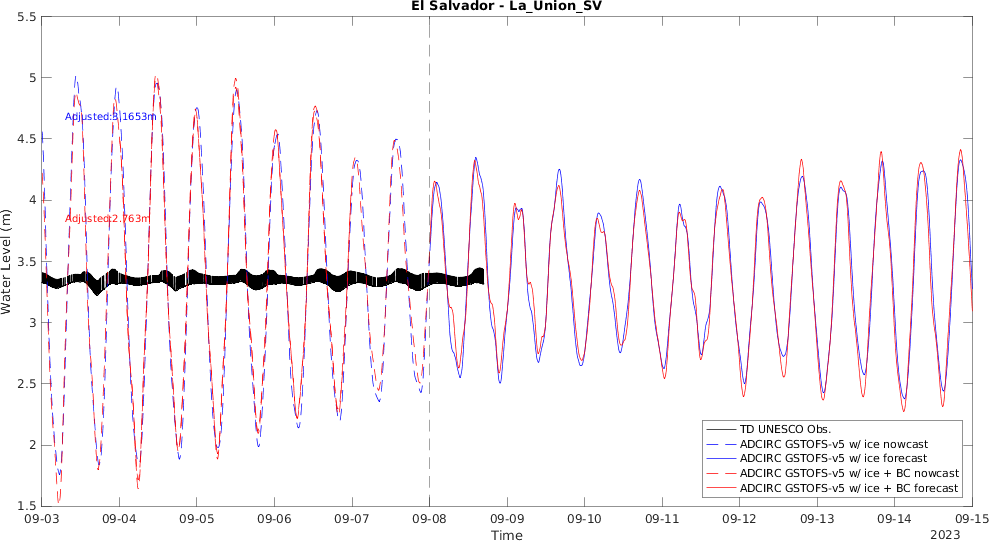 El Salvador - La_Union_SV
5.5
5
4.5
4
3.5
3
2.5
2
1.5
Water Level (m)
Adjusted:3.1653m
Adjusted:2.763m
TD UNESCO Obs.
ADCIRC GSTOFS-v5 w/ ice nowcast
ADCIRC GSTOFS-v5 w/ ice forecast
ADCIRC GSTOFS-v5 w/ ice + BC nowcast
ADCIRC GSTOFS-v5 w/ ice + BC forecast
09-03 09-04 09-05 09-06 09-07 09-08 09-09 09-10 09-11 09-12 09-13 09-14 09-15
Time
2023